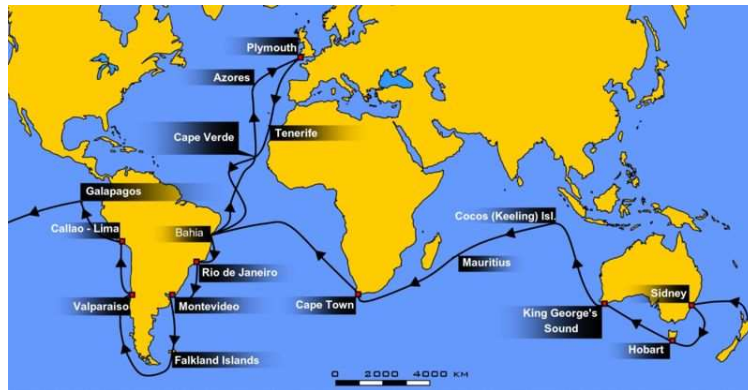 Plymouth
Azores
Cape Verde
Tenerife
Galapagos
Callao - Lima
Bahia
Cocos (Keeling) Isl.
Rio de Janeiro
Mauritius
Valparaiso
Montevideo
Cape Town
King George's
Sound
Sidney
Hobart
Falkland Islands
0 2000 4000 KM